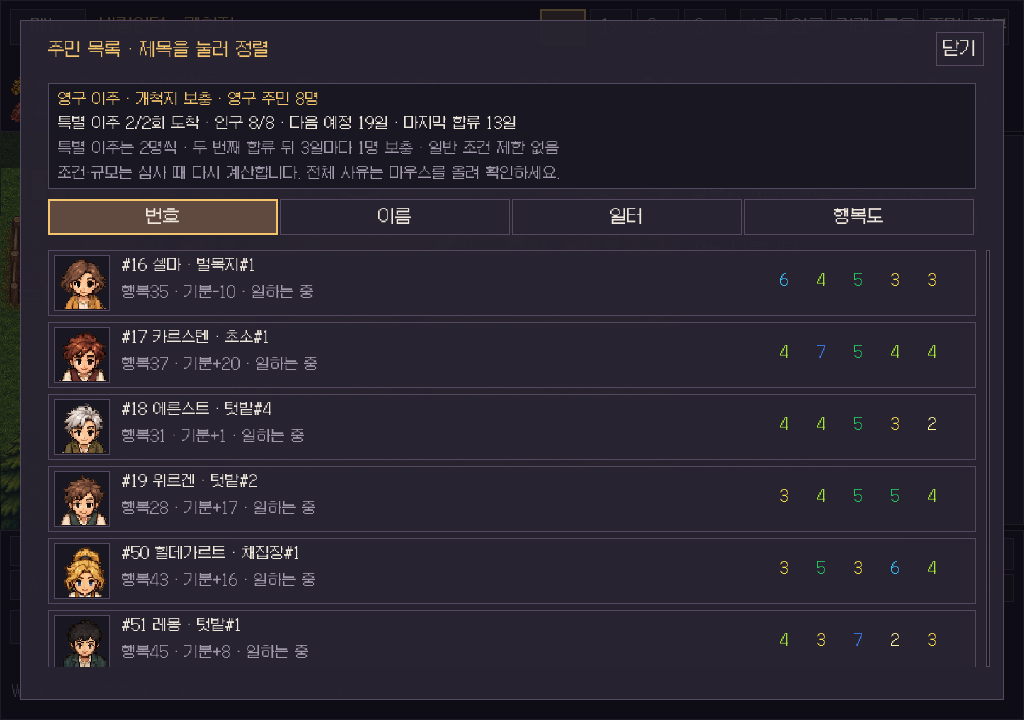 주민 목록 · 제목을 눌러 정렬
닫기
영구 이주 · 개척지 보충 · 영구 주민 8명
특별 이주 2/2회 도착 · 인구 8/8 · 다음 예정 19일 · 마지막 합류 13일
특별 이주는 2명씩 · 두 번째 합류 뒤 3일마다 1명 보충 · 일반 조건 제한 없음
조건·규모는 심사 때 다시 계산합니다. 전체 사유는 마우스를 올려 확인하세요.
번호 이름 일터 행복도
#16 셀마 · 벌목지#1
행복35 · 기분-10 · 일하는 중
6 4 5 3 3
#17 카르스텐 · 초소#1
행복37 · 기분+20 · 일하는 중
4 7 5 4 4
#18 에른스트 · 텃밭#4
행복31 · 기분+1 · 일하는 중
4 4 5 3 2
#19 위르겐 · 텃밭#2
행복28 · 기분+17 · 일하는 중
3 4 5 5 4
#50 힐데가르트 · 채집장#1
행복43 · 기분+16 · 일하는 중
3 5 3 6 4
#51 레몽 · 텃밭#1
행복45 · 기분+8 · 일하는 중
4 3 7 2 3